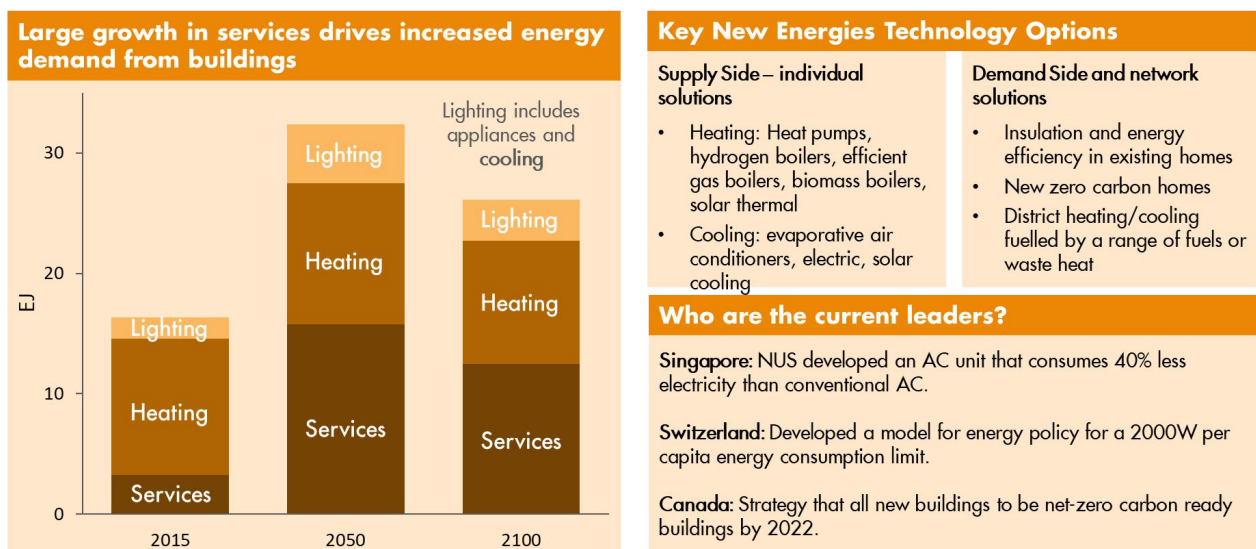 Large growth in services drives increased energy
demand from buildings
Lighting includes
appliances and
cooling
30
20
10
0
EJ
Lighting
Heating
Services
2015
Lighting
Heating
Services
2050
Lighting
Heating
Services
2100
Key New Energies Technology Options
Supply Side – individual
solutions
• Heating: Heat pumps,
hydrogen boilers, efficient
gas boilers, biomass boilers,
solar thermal
• Cooling: evaporative air
conditioners, electric, solar
cooling
Demand Side and network
solutions
• Insulation and energy
efficiency in existing homes
• New zero carbon homes
• District heating/cooling
fuelled by a range of fuels or
waste heat
Who are the current leaders?
Singapore: NUS developed an AC unit that consumes 40% less
electricity than conventional AC.
Switzerland: Developed a model for energy policy for a 2000W per
capita energy consumption limit.
Canada: Strategy that all new buildings to be net-zero carbon ready
buildings by 2022.